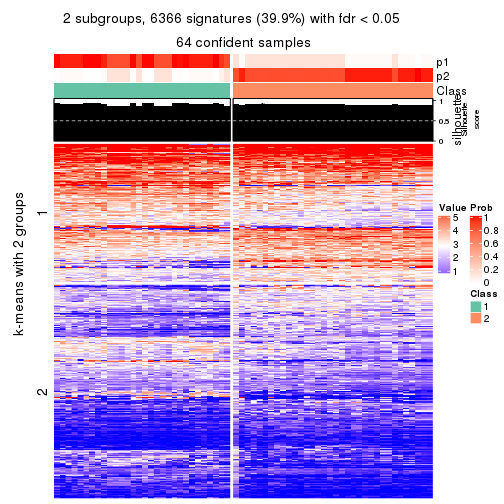 2 subgroups, 6366 signatures (39.9%) with fdr < 0.05
64 confident samples
p1
p2
Class
1
0.5
0
silhouette
Silhouette
score
k-means with 2 groups
1
2
Value
5
4
3
2
1
Prob
1
0.8
0.6
0.4
0.2
0
Class
1
2